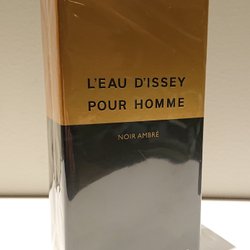 L'EAU D'ISSEY
POUR HOMME
NOIR AMBRÉ